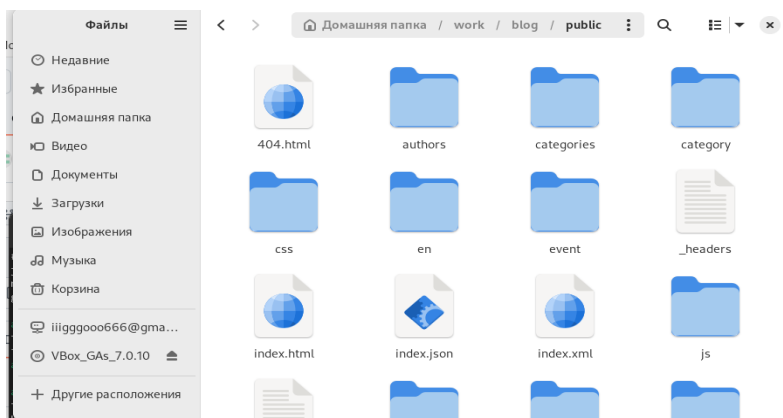 Файлы
Домашняя папка / work / blog / public
Недавние
Избранные
Домашняя папка
Видео
Документы
Загрузки
Изображения
Музыка
Корзина
iiigggooo666@gma...
VBox_GAs_7.0.10
Другие расположения
404.html
authors
categories
category
css
en
event
_headers
index.html
index.json
index.xml
js